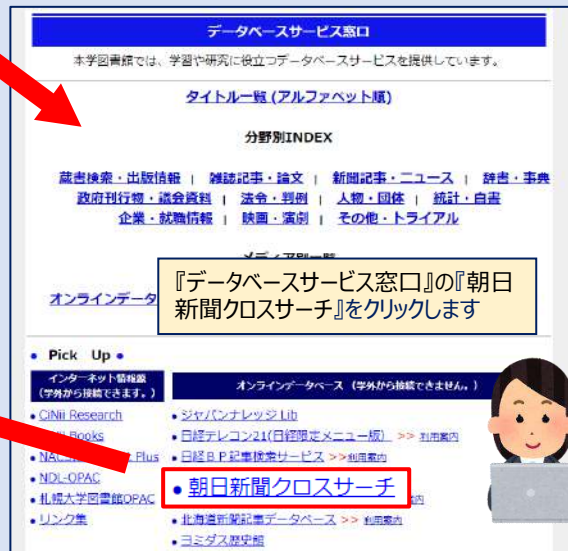 データベースサービス窓口
本学図書館では、学習や研究に役立つデータベースサービスを提供しています。
タイトル一覧 (アルファベット順)
分野別INDEX
蔵書検索・出版情報 | 雑誌記事・論文 | 新聞記事・ニュース | 辞書・事典
政府刊行物・議会資料 | 法令・判例 | 人物・団体 | 統計・白書
企業・就職情報 | 映画・演劇 | その他・トライアル
オンラインデータ
『データベースサービス窓口』の『朝日
新聞クロスサーチ』をクリックします
• Pick Up •
インターネット情報源
(学外から接続できます。)
オンラインデータベース (学外から接続できません。)
• CiNii Research
Books
Plus
• NDL-OPAC
• 札幌大学図書館OPAC
• リンク集
• ジャパンナレッジ Lib
• 日経テレコン21(日経限定メニュー版) >> 利用案内
• 日経BP記事検索サービス >>利用案内
• 朝日新聞クロスサーチ
• 北海道新聞記事データベース >> 利用案内
• ヨミダス歴史館